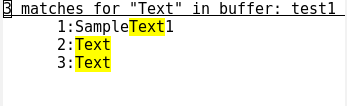 3 matches for "Text" in buffer: test1
1:SampleText1
2:Text
3:Text